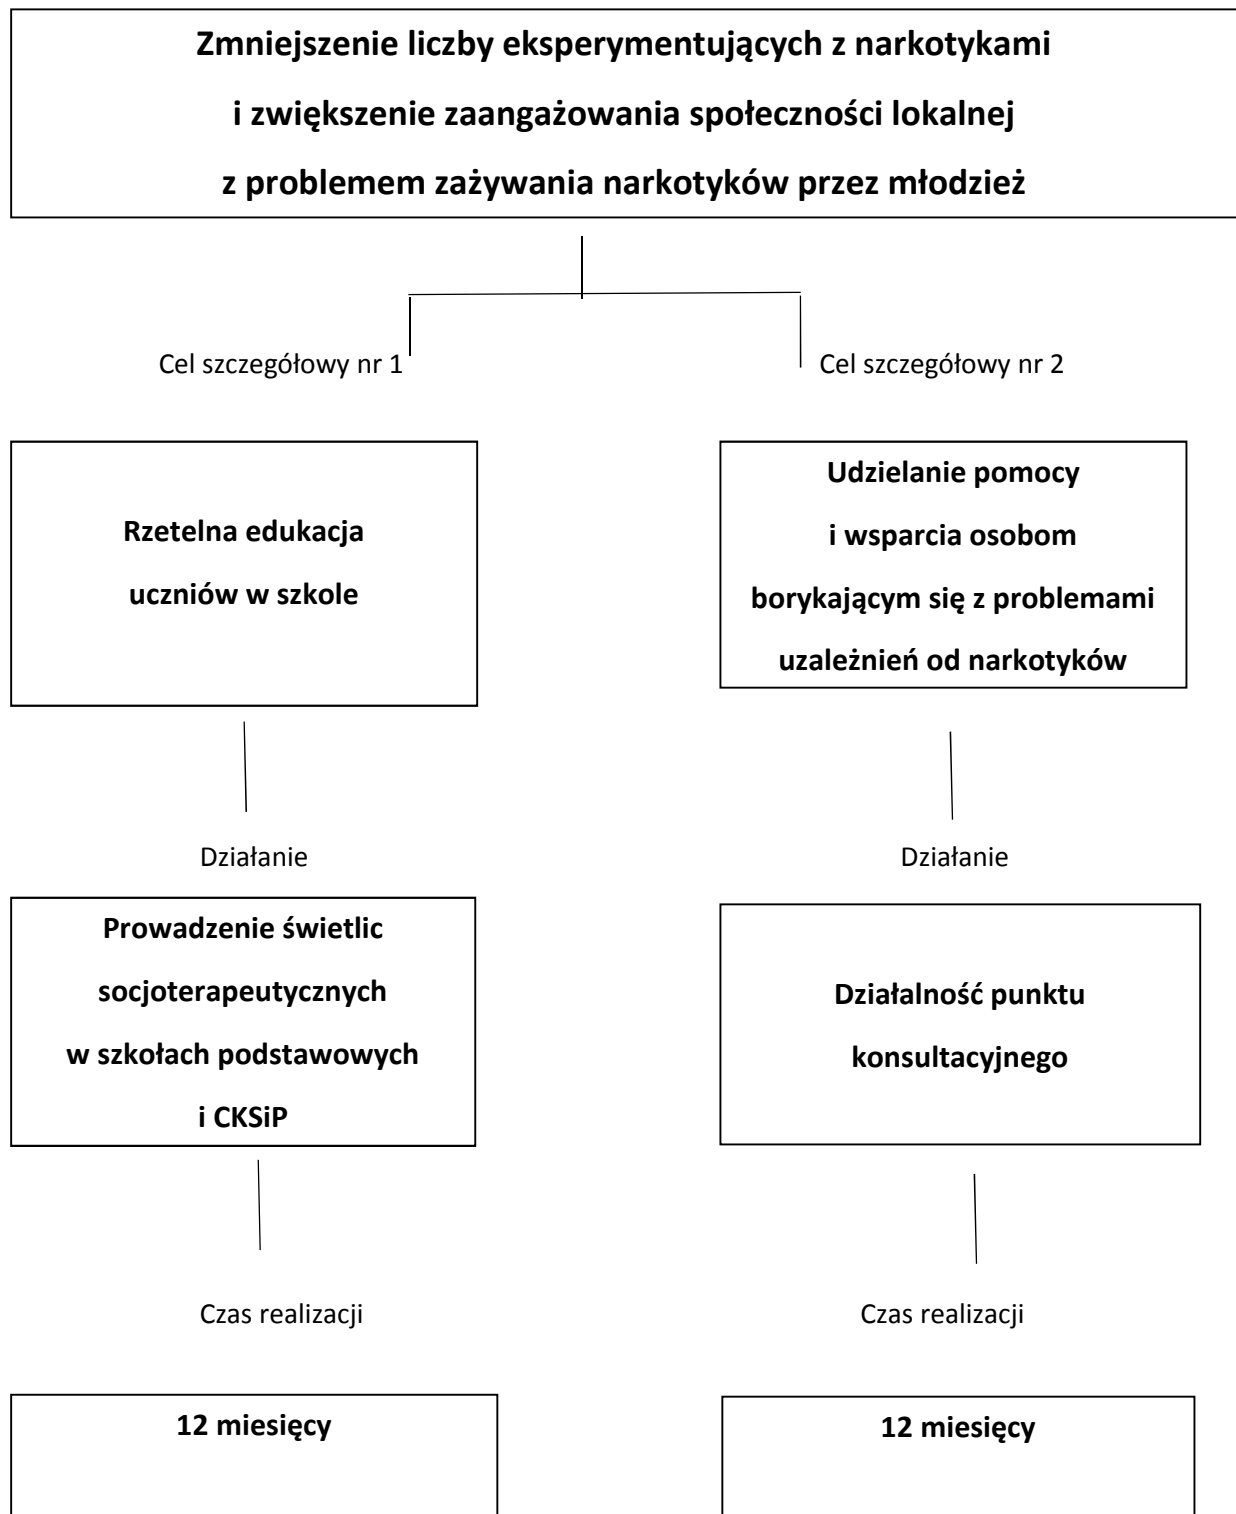 Zmniejszenie liczby eksperymentujących z narkotykami
i zwiększenie zaangażowania społeczności lokalnej
z problemem zażywania narkotyków przez młodzież
Cel szczegółowy nr 1
Cel szczegółowy nr 2
Rzetelna edukacja
uczniów w szkole
Udzielanie pomocy
i wsparcia osobom
borykającym się z problemami
uzależnień od narkotyków
Działanie
Działanie
Prowadzenie świetlic
socjoterapeutycznych
w szkołach podstawowych
i CKSiP
Działalność punktu
konsultacyjnego
Czas realizacji
Czas realizacji
12 miesięcy
12 miesięcy